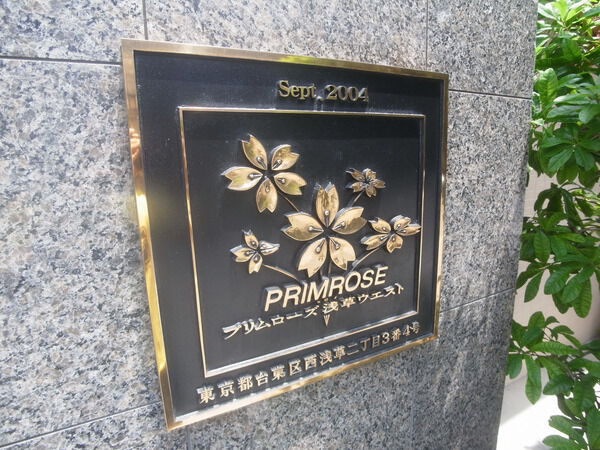 Sept. 2004
PRIMROSE
プリムローズ浅草ウエスト
東京都台東区西浅草二丁目3番4号